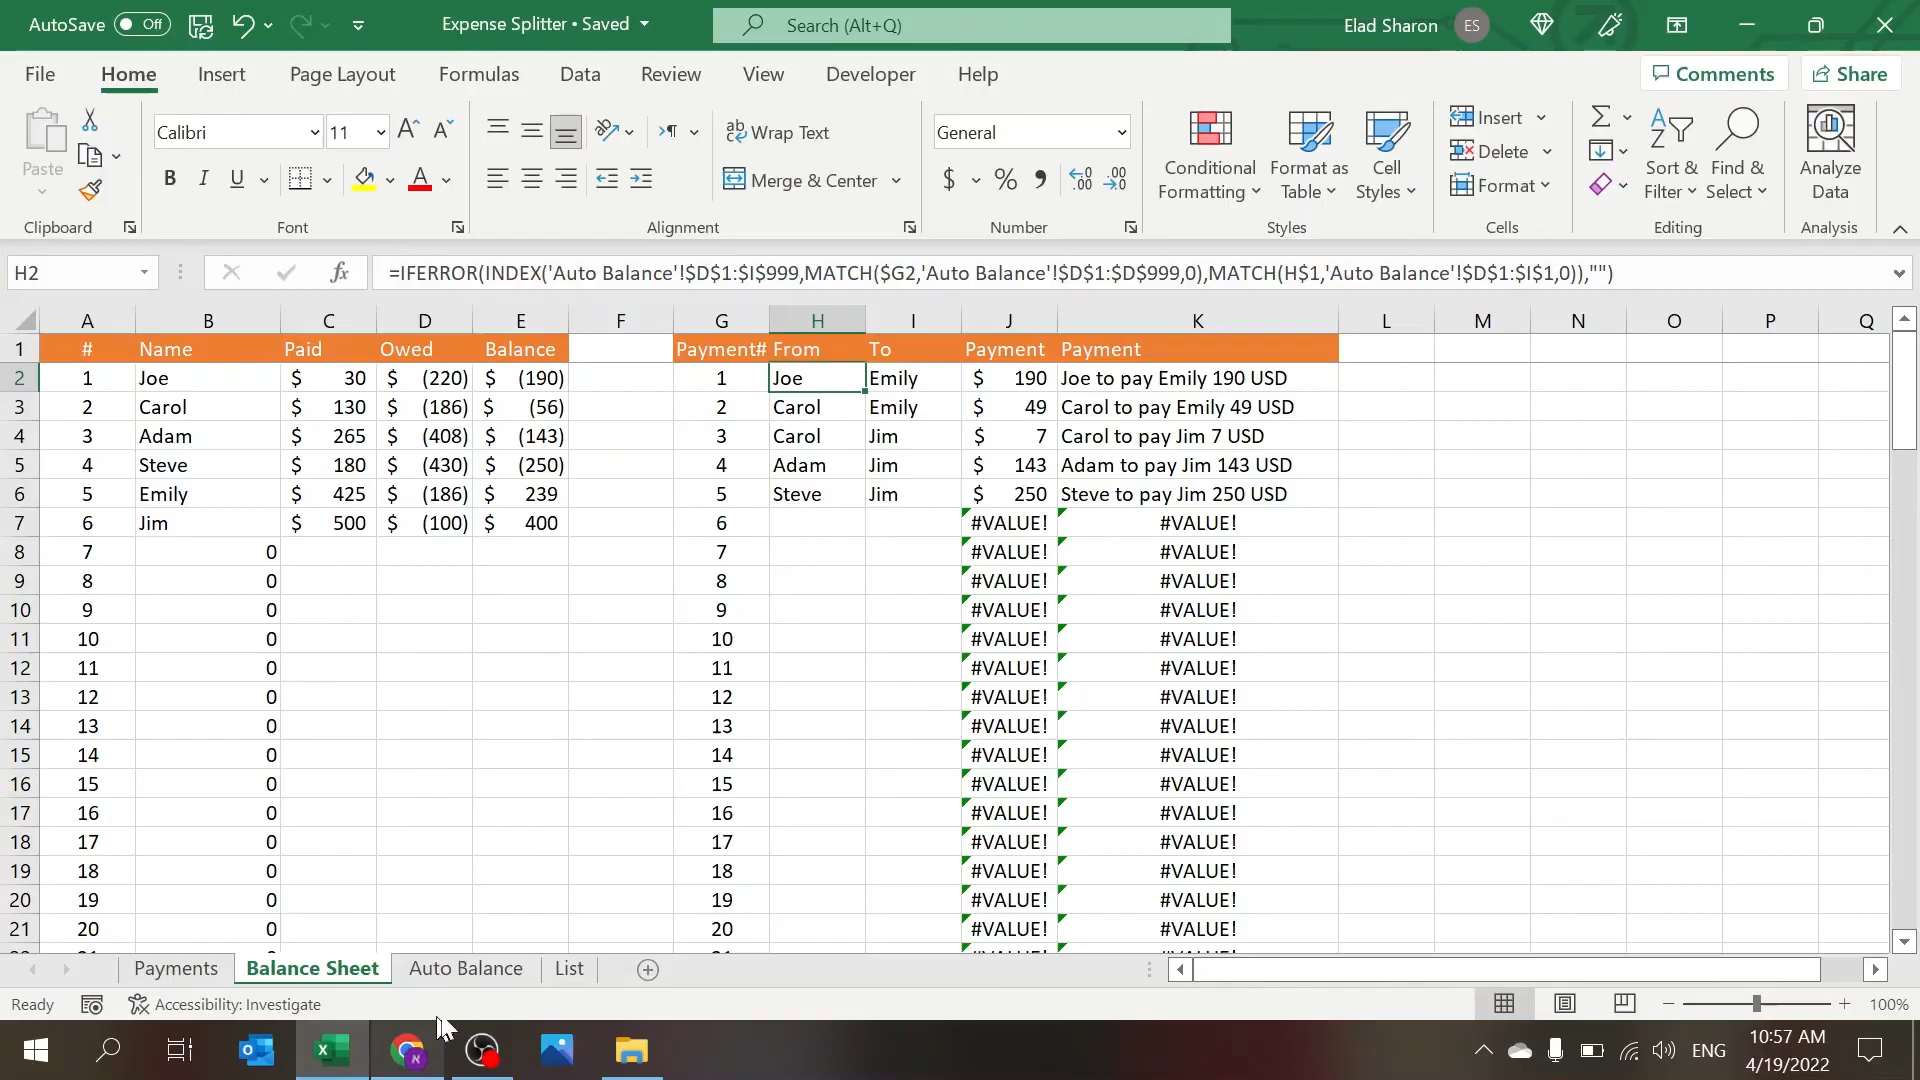 AutoSave Off Expense Splitter • Saved Search (Alt+Q) Elad Sharon ES
File Home Insert Page Layout Formulas Data Review View Developer Help Comments Share
Paste
Clipboard
Calibri 11
B I U
Font
Wrap Text
Merge & Center
Alignment
General
$ % 9
Number
Conditional Formatting
Format as Table
Cell Styles
Styles
Insert
Delete
Format
Cells
Sort & Filter
Find & Select
Editing
Analyze Data
Analysis
H2 fx =IFERROR(INDEX('Auto Balance'!$D$1:$I$999,MATCH($G2,'Auto Balance'!$D$1:$D$999,0),MATCH(H$1,'Auto Balance'!$D$1:$I$1,0)),"")
A B C D E F G H I J K L M N O P Q
1 # Name Paid Owed Balance Payment# From To Payment Payment
2 1 Joe $ 30 $ (220) $ (190) 1 Joe Emily $ 190 Joe to pay Emily 190 USD
3 2 Carol $ 130 $ (186) $ (56) 2 Carol Emily $ 49 Carol to pay Emily 49 USD
4 3 Adam $ 265 $ (408) $ (143) 3 Carol Jim $ 7 Carol to pay Jim 7 USD
5 4 Steve $ 180 $ (430) $ (250) 4 Adam Jim $ 143 Adam to pay Jim 143 USD
6 5 Emily $ 425 $ (186) $ 239 5 Steve Jim $ 250 Steve to pay Jim 250 USD
7 6 Jim $ 500 $ (100) $ 400 6 #VALUE! #VALUE!
8 7 0 7 #VALUE! #VALUE!
9 8 0 8 #VALUE! #VALUE!
10 9 0 9 #VALUE! #VALUE!
11 10 0 10 #VALUE! #VALUE!
12 11 0 11 #VALUE! #VALUE!
13 12 0 12 #VALUE! #VALUE!
14 13 0 13 #VALUE! #VALUE!
15 14 0 14 #VALUE! #VALUE!
16 15 0 15 #VALUE! #VALUE!
17 16 0 16 #VALUE! #VALUE!
18 17 0 17 #VALUE! #VALUE!
19 18 0 18 #VALUE! #VALUE!
20 19 0 19 #VALUE! #VALUE!
21 20 0 20 #VALUE! #VALUE!
Payments Balance Sheet Auto Balance List
Ready Accessibility: Investigate 100%
ENG 10:57 AM
4/19/2022